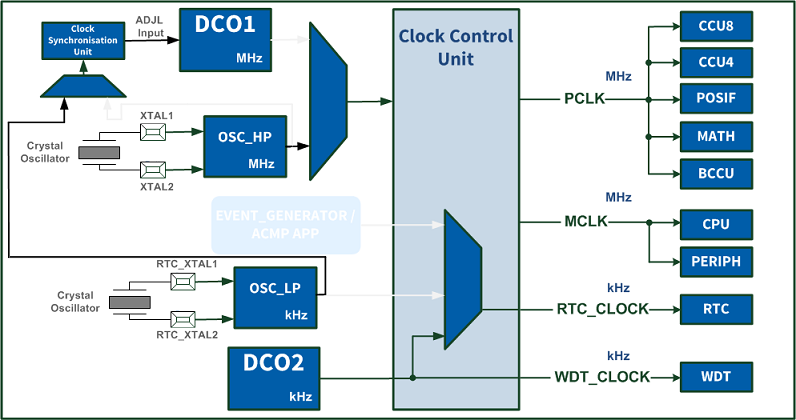 Clock
Synchronisation
Unit
ADJL
Input
DCO1
MHz
Clock Control
Unit
XTAL1
Crystal
Oscillator
XTAL2
OSC_HP
MHz
EVENT_GENERATOR /
ACMP APP
RTC_XTAL1
Crystal
Oscillator
RTC_XTAL2
OSC_LP
kHz
DCO2
kHz
MHz
PCLK
CCU8
CCU4
POSIF
MATH
BCCU
MHz
MCLK
CPU
PERIPH
kHz
RTC_CLOCK
RTC
kHz
WDT_CLOCK
WDT